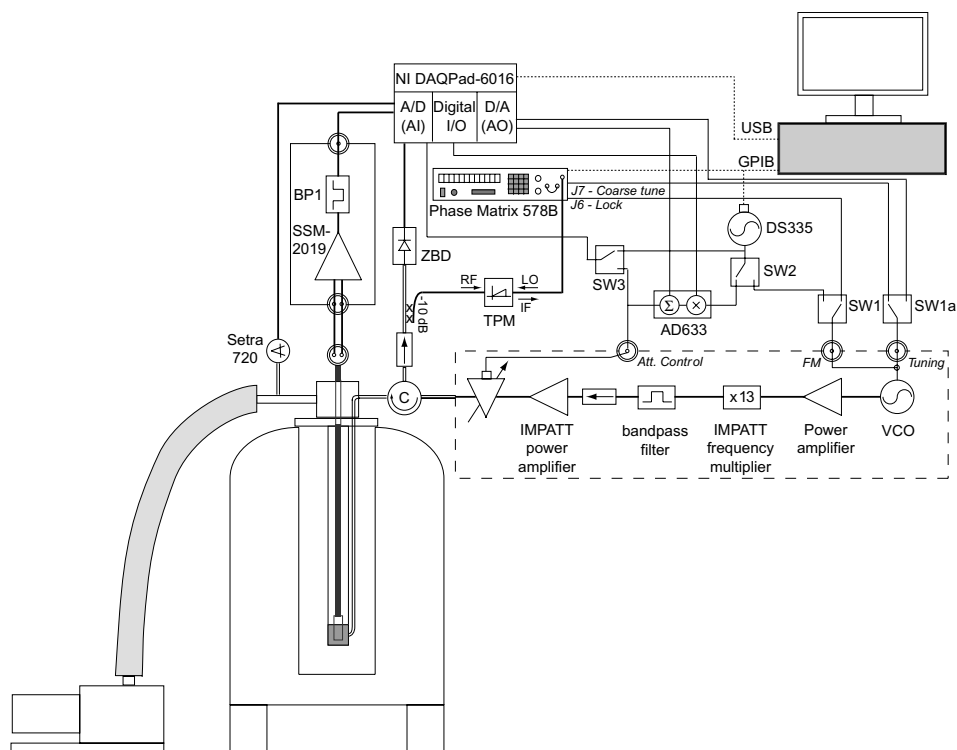 NI DAQPad-6016
A/D
(AI)
Digital
I/O
D/A
(AO)
USB
GPIB
BP1
SSM-
2019
ZBD
Phase Matrix 578B
J7 - Coarse tune
J6 - Lock
DS335
SW3
SW2
RF
LO
IF
TPM
-10 dB
Σ
×
AD633
SW1
SW1a
Setra
720
Att. Control
FM
Tuning
C
x13
IMPATT
power
amplifier
bandpass
filter
IMPATT
frequency
multiplier
Power
amplifier
VCO